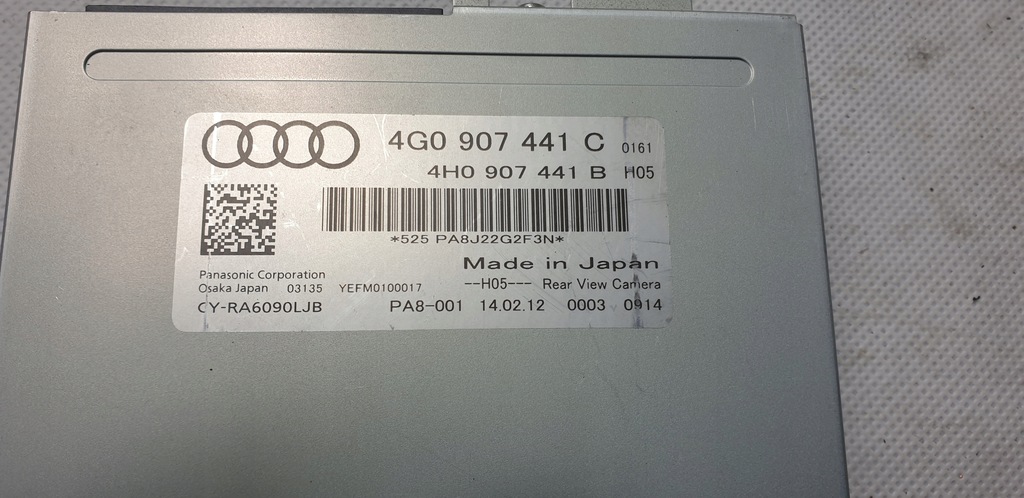 4G0 907 441 C 0161
4H0 907 441 B H05
*525 PA8J22G2F3N*
Made in Japan
Panasonic Corporation
Osaka Japan 03135 YEFM0100017 --H05--- Rear View Camera
CY-RA6090LJB PA8-001 14.02.12 0003 0914